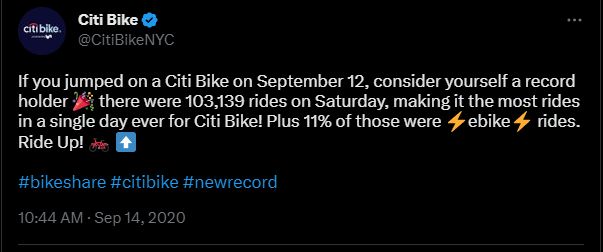 citi bike.
Citi Bike
@CitiBikeNYC
If you jumped on a Citi Bike on September 12, consider yourself a record
holder 🎉 there were 103,139 rides on Saturday, making it the most rides
in a single day ever for Citi Bike! Plus 11% of those were ⚡ebike⚡ rides.
Ride Up! 🚲 ⬆️
#bikeshare #citibike #newrecord
10:44 AM · Sep 14, 2020